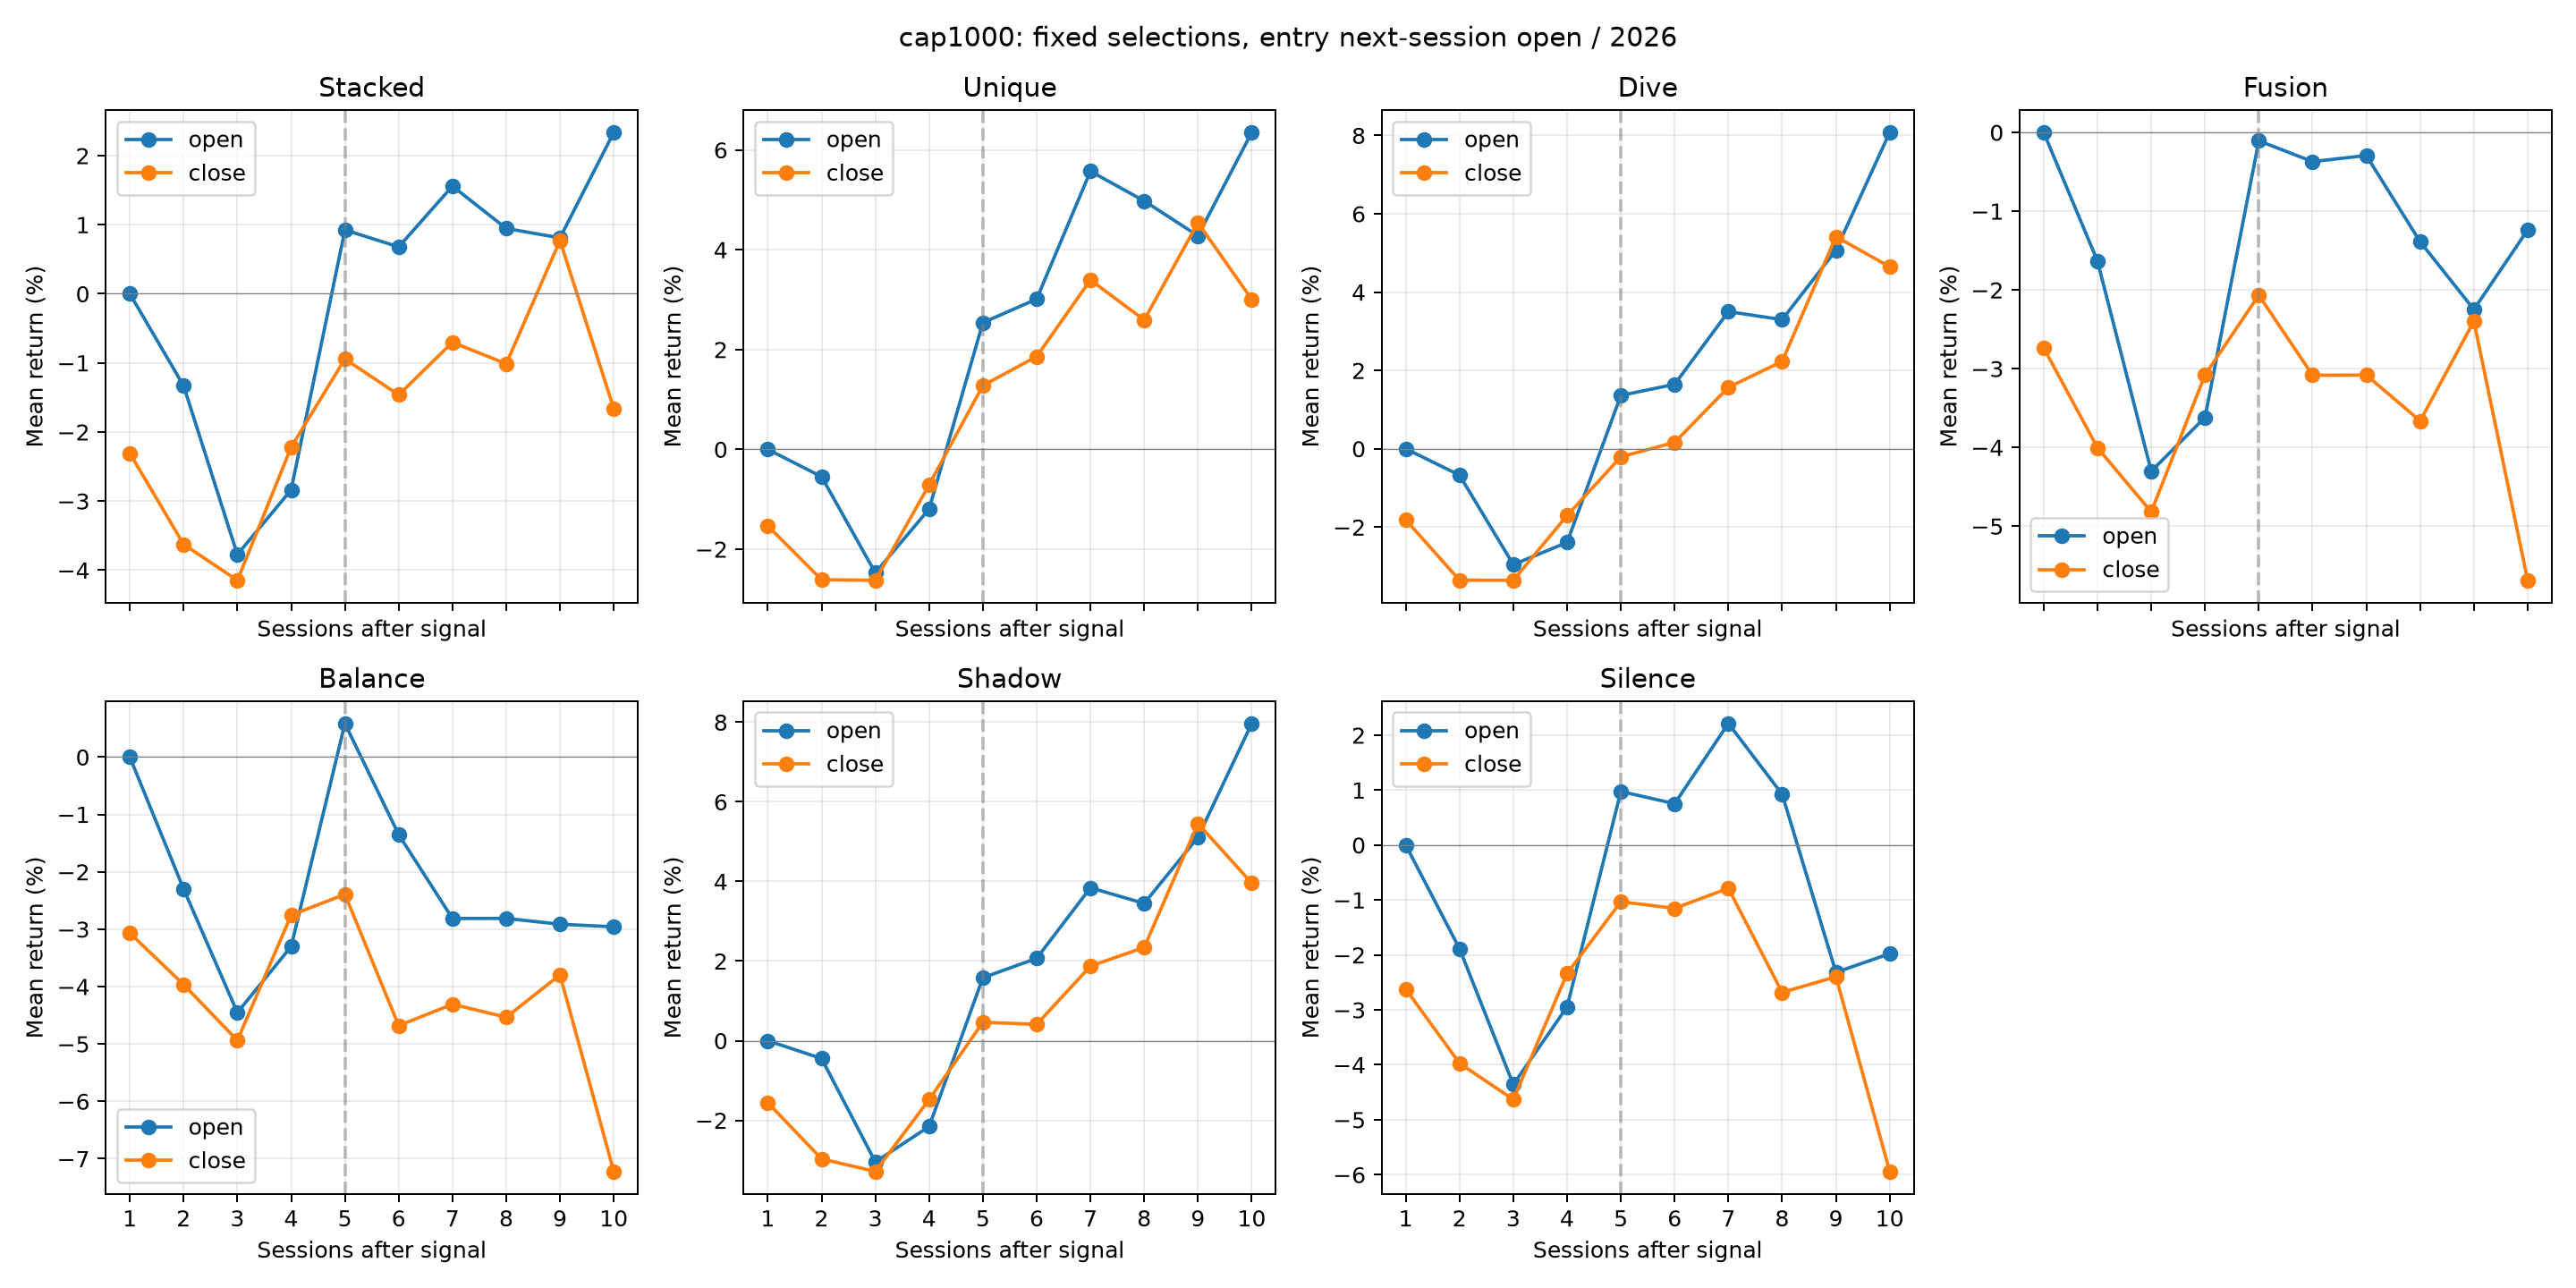 cap1000: fixed selections, entry next-session open / 2026
Stacked
Mean return (%)
2
1
0
−1
−2
−3
−4
open
close
Sessions after signal
Unique
Mean return (%)
6
4
2
0
−2
open
close
Sessions after signal
Dive
Mean return (%)
8
6
4
2
0
−2
open
close
Sessions after signal
Fusion
Mean return (%)
0
−1
−2
−3
−4
−5
open
close
Sessions after signal
Balance
Mean return (%)
0
−1
−2
−3
−4
−5
−6
−7
open
close
1 2 3 4 5 6 7 8 9 10
Sessions after signal
Shadow
Mean return (%)
8
6
4
2
0
−2
open
close
1 2 3 4 5 6 7 8 9 10
Sessions after signal
Silence
Mean return (%)
2
1
0
−1
−2
−3
−4
−5
−6
open
close
1 2 3 4 5 6 7 8 9 10
Sessions after signal